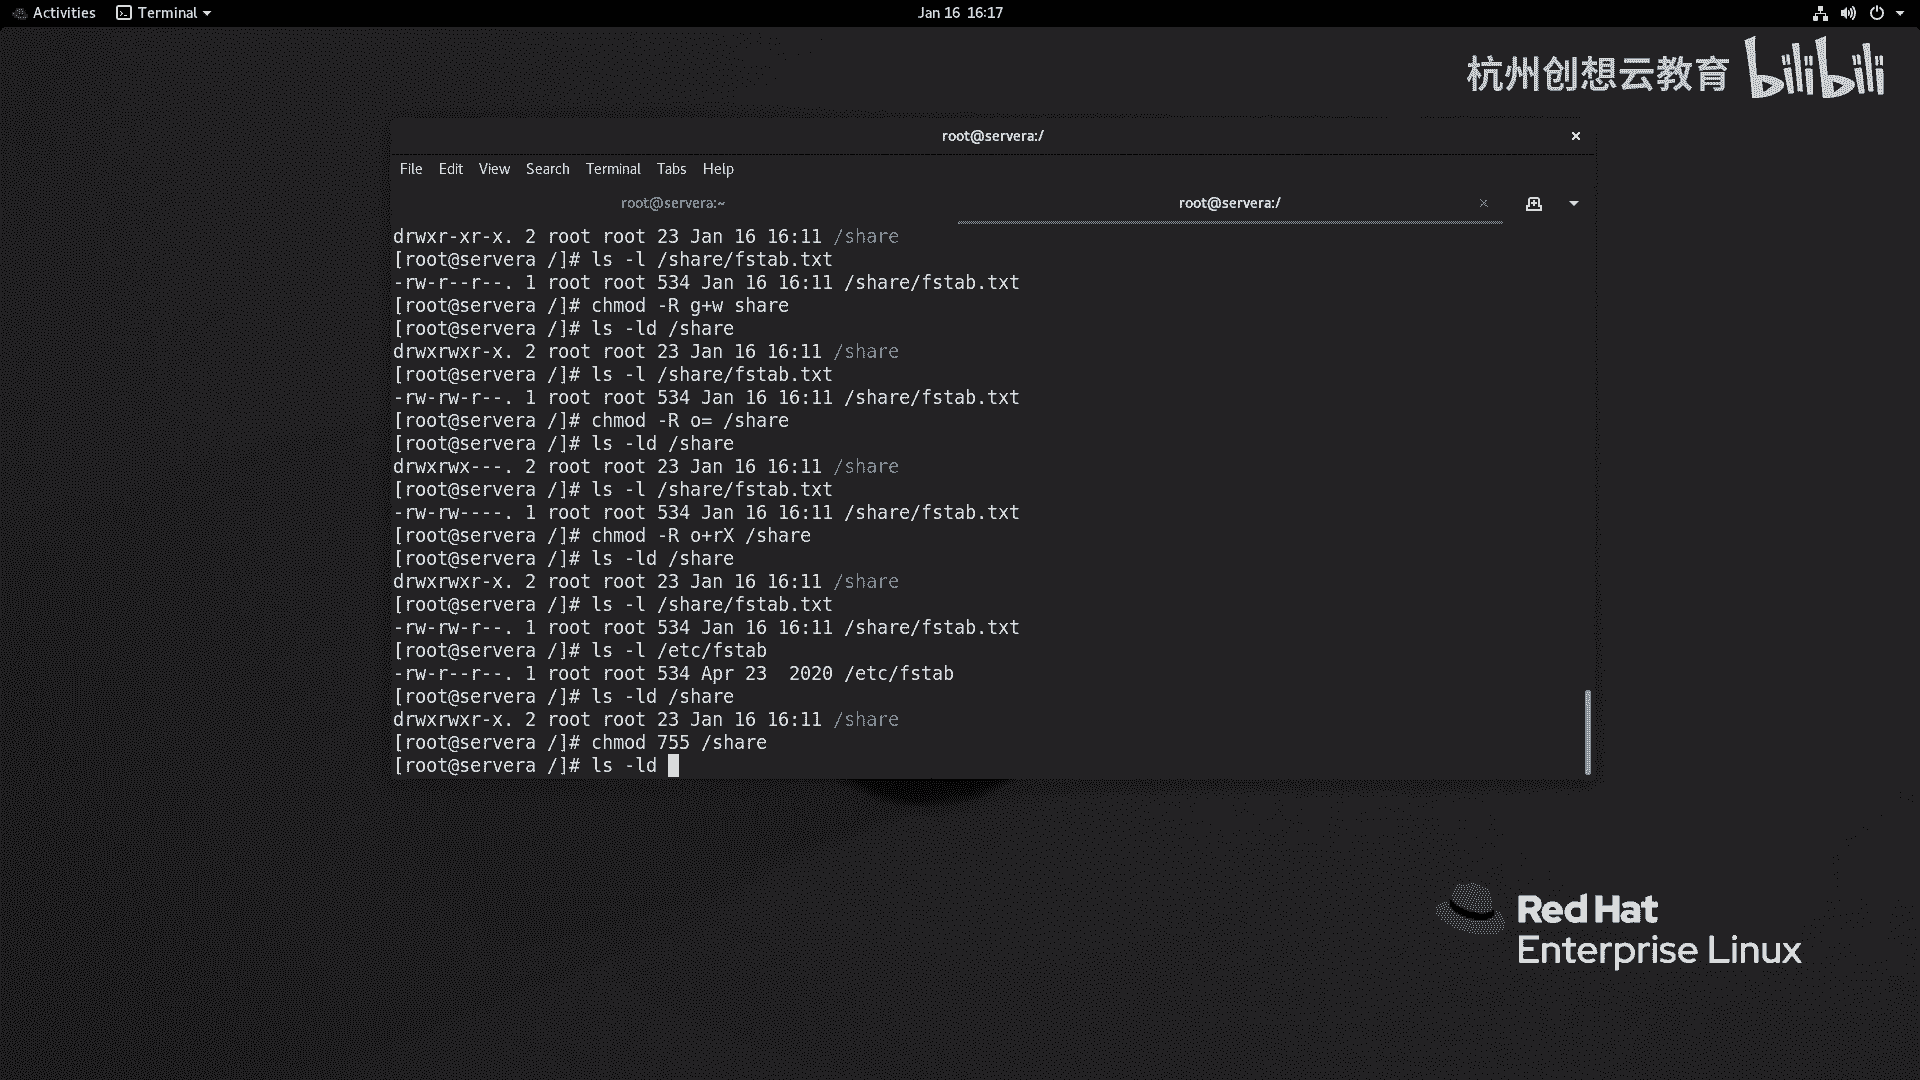 Activities Terminal Jan 16 16:17
杭州创想云教育 bilibili
root@servera:/
File Edit View Search Terminal Tabs Help
root@servera:~ root@servera:/
drwxr-xr-x. 2 root root 23 Jan 16 16:11 /share
[root@servera /]# ls -l /share/fstab.txt
-rw-r--r--. 1 root root 534 Jan 16 16:11 /share/fstab.txt
[root@servera /]# chmod -R g+w share
[root@servera /]# ls -ld /share
drwxrwxr-x. 2 root root 23 Jan 16 16:11 /share
[root@servera /]# ls -l /share/fstab.txt
-rw-rw-r--. 1 root root 534 Jan 16 16:11 /share/fstab.txt
[root@servera /]# chmod -R o= /share
[root@servera /]# ls -ld /share
drwxrwx---. 2 root root 23 Jan 16 16:11 /share
[root@servera /]# ls -l /share/fstab.txt
-rw-rw----. 1 root root 534 Jan 16 16:11 /share/fstab.txt
[root@servera /]# chmod -R o+rX /share
[root@servera /]# ls -ld /share
drwxrwxr-x. 2 root root 23 Jan 16 16:11 /share
[root@servera /]# ls -l /share/fstab.txt
-rw-rw-r--. 1 root root 534 Jan 16 16:11 /share/fstab.txt
[root@servera /]# ls -l /etc/fstab
-rw-r--r--. 1 root root 534 Apr 23  2020 /etc/fstab
[root@servera /]# ls -ld /share
drwxrwxr-x. 2 root root 23 Jan 16 16:11 /share
[root@servera /]# chmod 755 /share
[root@servera /]# ls -ld
Red Hat
Enterprise Linux